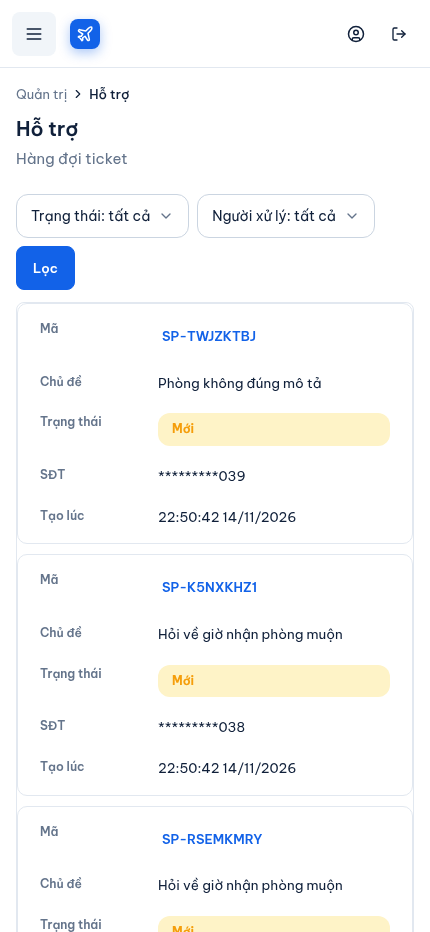 Quản trị > Hỗ trợ
Hỗ trợ
Hàng đợi ticket
Trạng thái: tất cả
Người xử lý: tất cả
Lọc
Mã SP-TWJZKTBJ
Chủ đề Phòng không đúng mô tả
Trạng thái Mới
SĐT *********039
Tạo lúc 22:50:42 14/11/2026
Mã SP-K5NXKHZ1
Chủ đề Hỏi về giờ nhận phòng muộn
Trạng thái Mới
SĐT *********038
Tạo lúc 22:50:42 14/11/2026
Mã SP-RSEMKMRY
Chủ đề Hỏi về giờ nhận phòng muộn
Trạng thái Mới